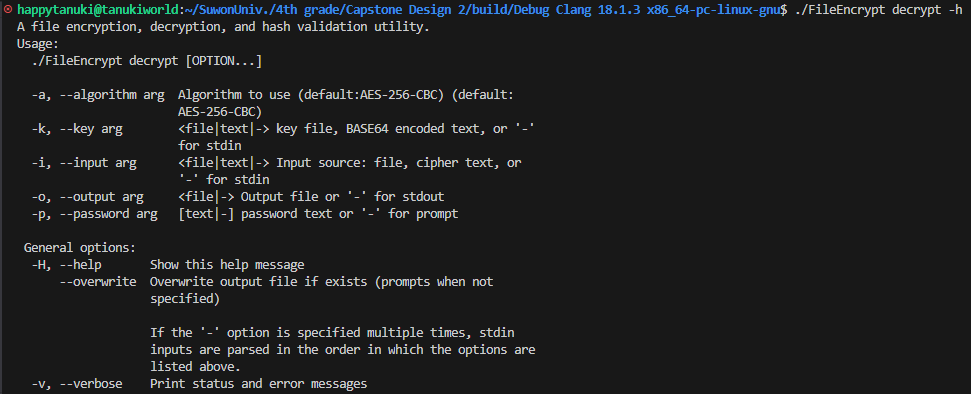 happytanuki@tanukiworld:~/SuwonUniv./4th grade/Capstone Design 2/build/Debug Clang 18.1.3 x86_64-pc-linux-gnu$ ./FileEncrypt decrypt -h
A file encryption, decryption, and hash validation utility.
Usage:
  ./FileEncrypt decrypt [OPTION...]

  -a, --algorithm arg  Algorithm to use (default:AES-256-CBC) (default:
                       AES-256-CBC)
  -k, --key arg        <file|text|-> key file, BASE64 encoded text, or '-'
                       for stdin
  -i, --input arg      <file|text|-> Input source: file, cipher text, or
                       '-' for stdin
  -o, --output arg     <file|-> Output file or '-' for stdout
  -p, --password arg   [text|-] password text or '-' for prompt

 General options:
  -H, --help       Show this help message
      --overwrite  Overwrite output file if exists (prompts when not
                   specified)

                   If the '-' option is specified multiple times, stdin
                   inputs are parsed in the order in which the options are
                   listed above.
  -v, --verbose    Print status and error messages